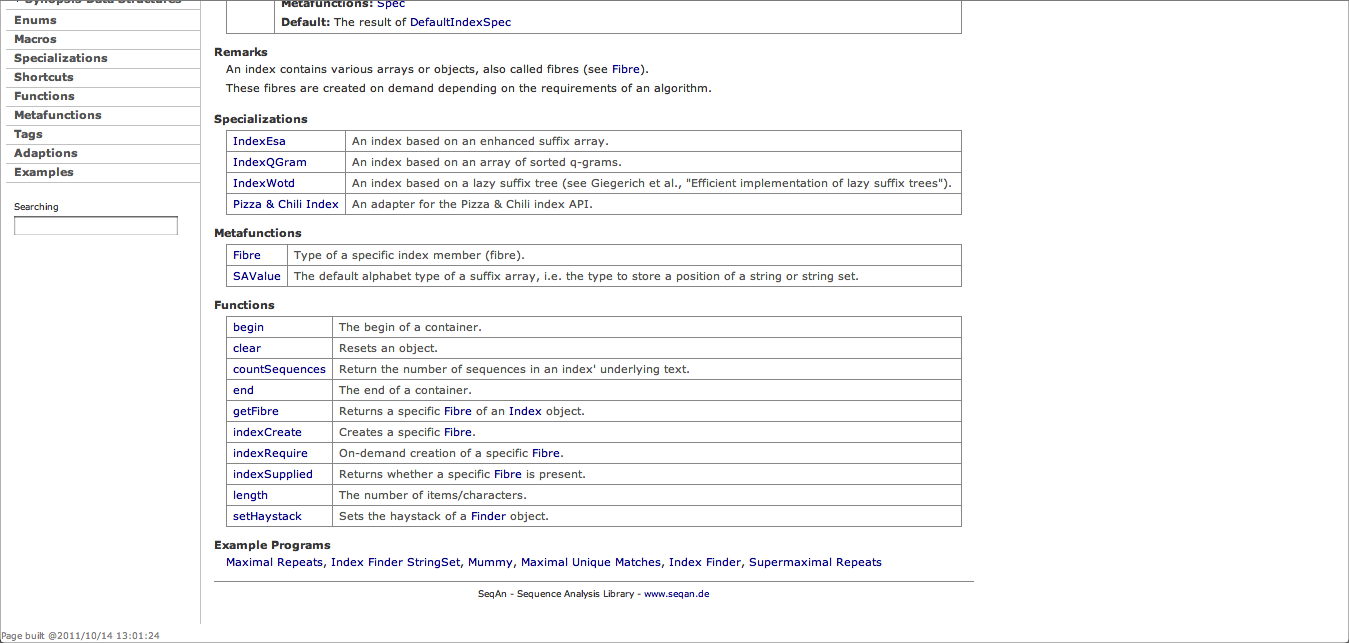 Synopsis Data Structures
Enums
Macros
Specializations
Shortcuts
Functions
Metafunctions
Tags
Adaptions
Examples
Searching
Metafunctions: Spec
Default: The result of DefaultIndexSpec
Remarks
An index contains various arrays or objects, also called fibres (see Fibre).
These fibres are created on demand depending on the requirements of an algorithm.
Specializations
IndexEsa An index based on an enhanced suffix array.
IndexQGram An index based on an array of sorted q-grams.
IndexWotd An index based on a lazy suffix tree (see Giegerich et al., "Efficient implementation of lazy suffix trees").
Pizza & Chili Index An adapter for the Pizza & Chili index API.
Metafunctions
Fibre Type of a specific index member (fibre).
SAValue The default alphabet type of a suffix array, i.e. the type to store a position of a string or string set.
Functions
begin The begin of a container.
clear Resets an object.
countSequences Return the number of sequences in an index' underlying text.
end The end of a container.
getFibre Returns a specific Fibre of an Index object.
indexCreate Creates a specific Fibre.
indexRequire On-demand creation of a specific Fibre.
indexSupplied Returns whether a specific Fibre is present.
length The number of items/characters.
setHaystack Sets the haystack of a Finder object.
Example Programs
Maximal Repeats, Index Finder StringSet, Mummy, Maximal Unique Matches, Index Finder, Supermaximal Repeats
SeqAn - Sequence Analysis Library - www.seqan.de
Page built @2011/10/14 13:01:24